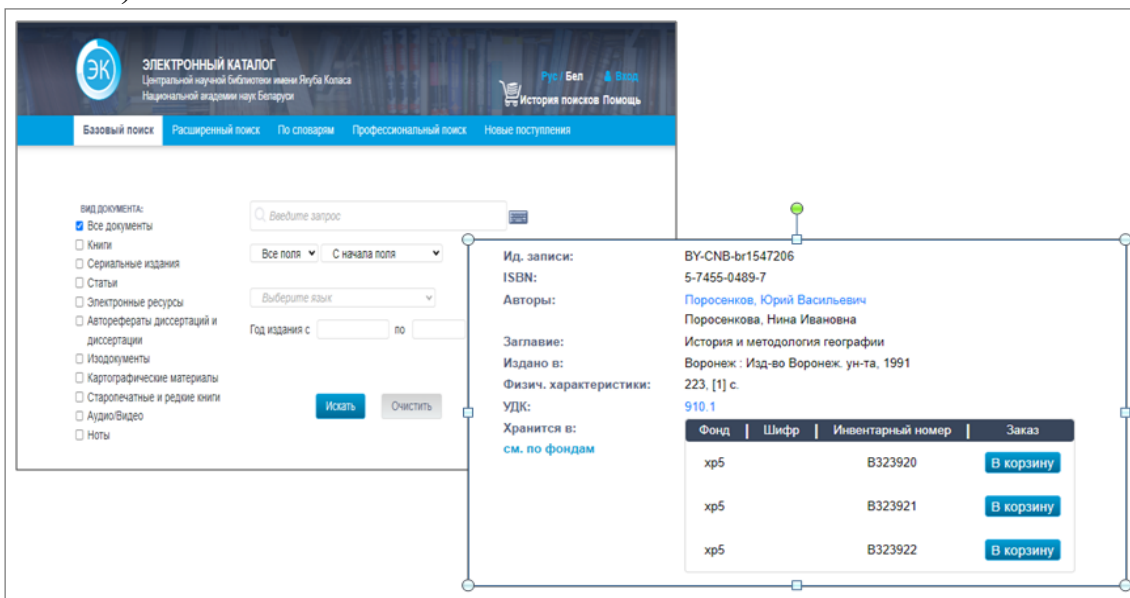 ЭК
ЭЛЕКТРОННЫЙ КАТАЛОГ
Центральной научной библиотеки имени Якуба Коласа
Национальной академии наук Беларуси
Рус / Бел Вход
История поисков Помощь
Базовый поиск Расширенный поиск По словарям Профессиональный поиск Новые поступления
ВИД ДОКУМЕНТА:
Все документы
Книги
Сериальные издания
Статьи
Электронные ресурсы
Авторефераты диссертаций и
диссертации
Изодокументы
Картографические материалы
Старопечатные и редкие книги
Аудио/Видео
Ноты
Введите запрос
Все поля С начала поля
Выберите язык
Год издания с по
Искать Очистить
Ид. записи: BY-CNB-br1547206
ISBN: 5-7455-0489-7
Авторы: Поросенков, Юрий Васильевич
Поросенкова, Нина Ивановна
Заглавие: История и методология географии
Издано в: Воронеж : Изд-во Воронеж. ун-та, 1991
Физич. характеристики: 223, [1] с.
УДК: 910.1
Хранится в:
см. по фондам
Фонд | Шифр | Инвентарный номер | Заказ
хр5 В323920 В корзину
хр5 В323921 В корзину
хр5 В323922 В корзину